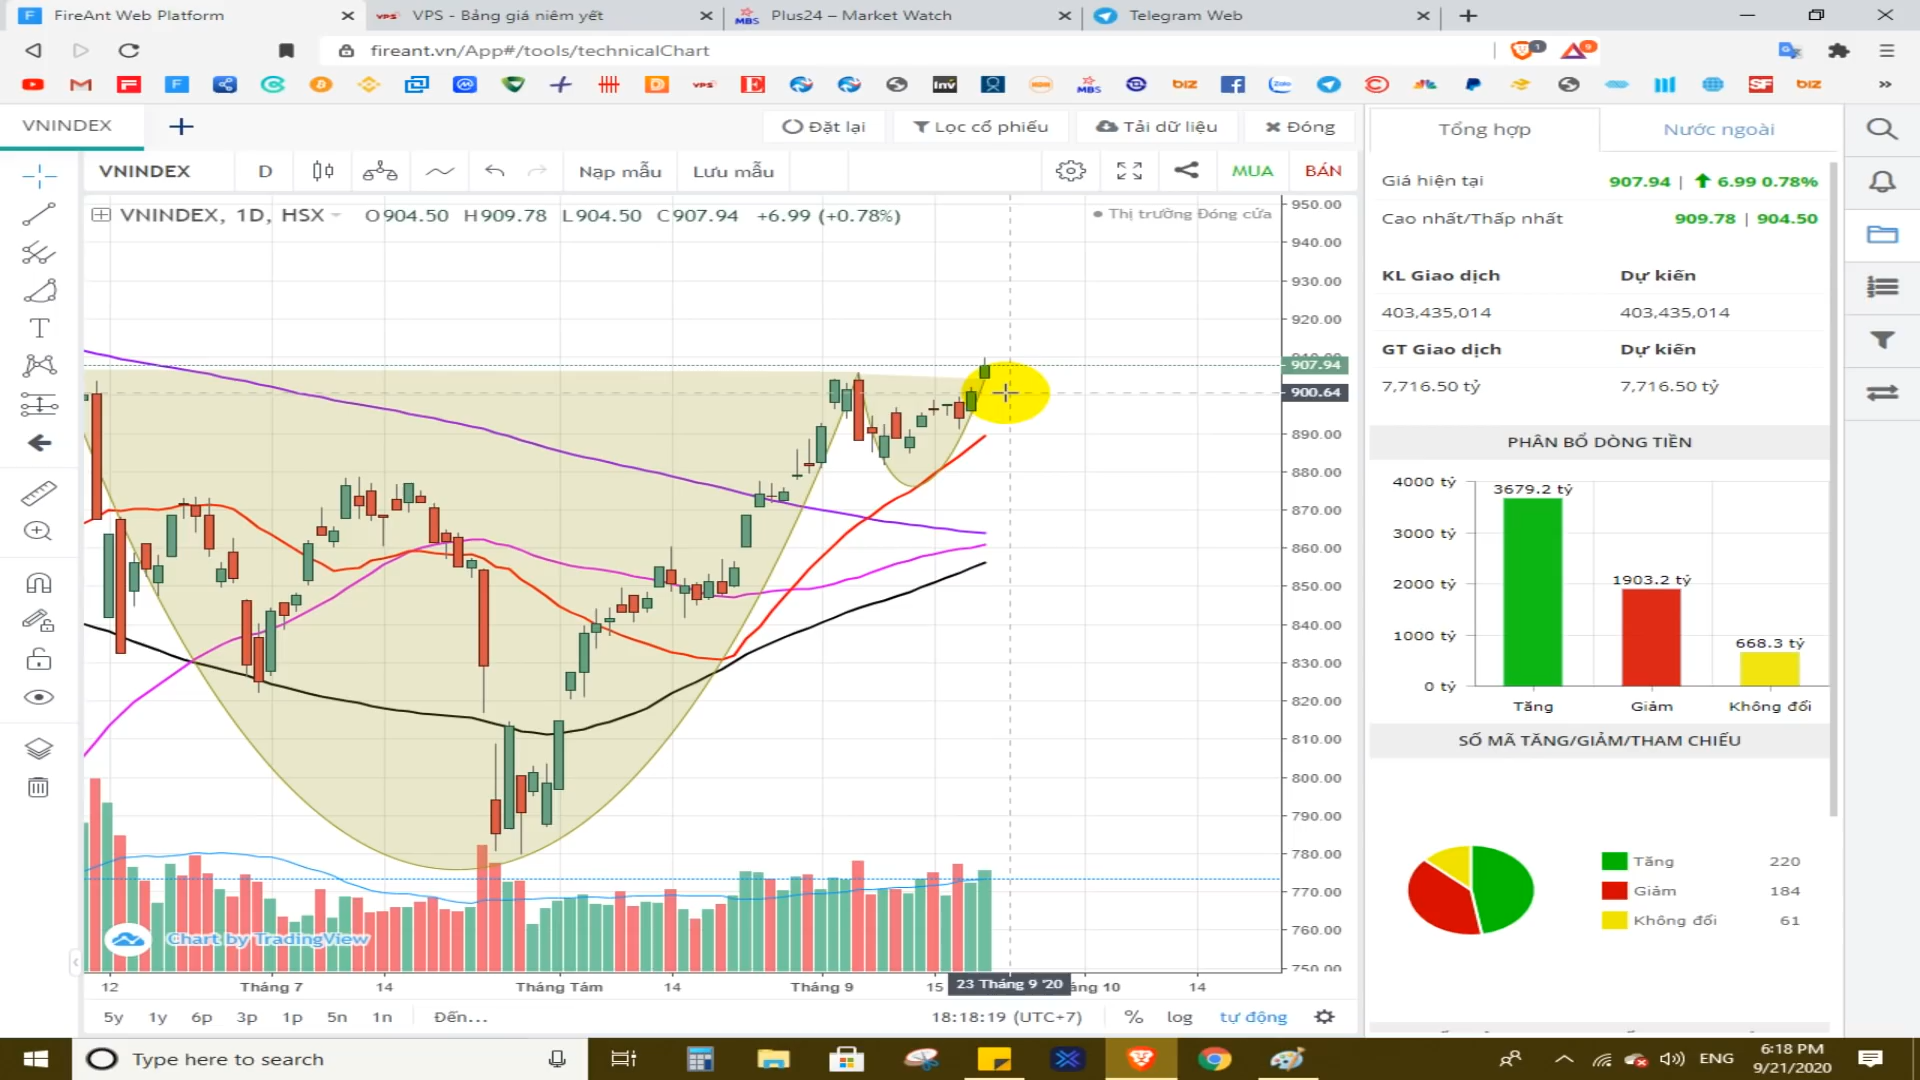 FireAnt Web Platform
VPS - Bảng giá niêm yết
Plus24 – Market Watch
Telegram Web
fireant.vn/App#/tools/technicalChart
VNINDEX
Đặt lại
Lọc cổ phiếu
Tải dữ liệu
Đóng
VNINDEX
D
Nạp mẫu
Lưu mẫu
MUA
BÁN
VNINDEX, 1D, HSX O904.50 H909.78 L904.50 C907.94 +6.99 (+0.78%)
Thị trường Đóng cửa
950.00
940.00
930.00
920.00
907.94
900.64
890.00
880.00
870.00
860.00
850.00
840.00
830.00
820.00
810.00
800.00
790.00
780.00
770.00
760.00
750.00
Chart by TradingView
12 Tháng 7 14 Tháng Tám 14 Tháng 9 15 23 Tháng 9 '20 áng 10 14
5y 1y 6p 3p 1p 5n 1n Đến...
18:18:19 (UTC+7) % log tự động
Tổng hợp
Nước ngoài
Giá hiện tại 907.94 | 6.99 0.78%
Cao nhất/Thấp nhất 909.78 | 904.50
KL Giao dịch Dự kiến
403,435,014 403,435,014
GT Giao dịch Dự kiến
7,716.50 tỷ 7,716.50 tỷ
PHÂN BỔ DÒNG TIỀN
4000 tỷ
3000 tỷ
2000 tỷ
1000 tỷ
0 tỷ
3679.2 tỷ
1903.2 tỷ
668.3 tỷ
Tăng Giảm Không đổi
SỐ MÃ TĂNG/GIẢM/THAM CHIẾU
Tăng 220
Giảm 184
Không đổi 61
Type here to search
ENG
6:18 PM
9/21/2020